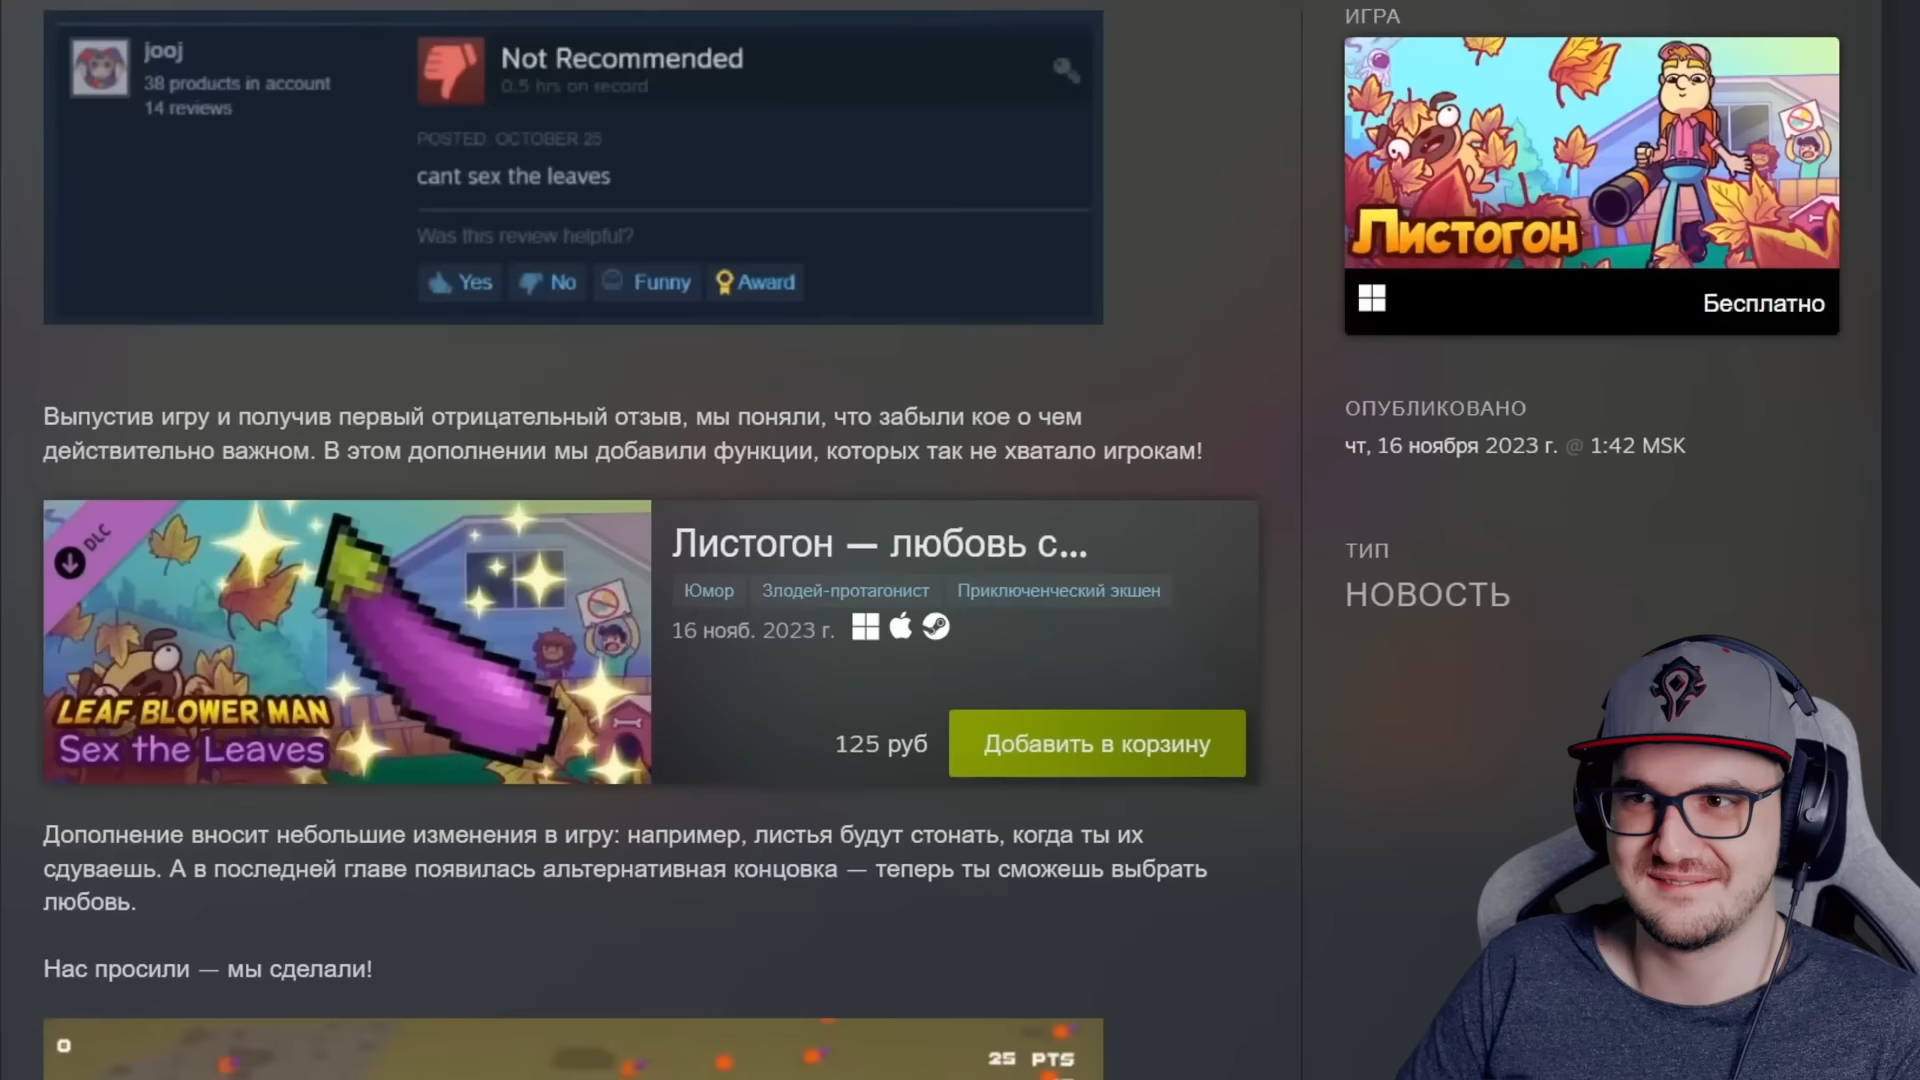 jooj
38 products in account
14 reviews
Not Recommended
0.5 hrs on record
POSTED: OCTOBER 25
cant sex the leaves
Was this review helpful?
Yes
No
Funny
Award
Выпустив игру и получив первый отрицательный отзыв, мы поняли, что забыли кое о чем
действительно важном. В этом дополнении мы добавили функции, которых так не хватало игрокам!
DLC
LEAF BLOWER MAN
Sex the Leaves
Листогон — любовь с...
Юмор
Злодей-протагонист
Приключенческий экшен
16 нояб. 2023 г.
125 руб
Добавить в корзину
Дополнение вносит небольшие изменения в игру: например, листья будут стонать, когда ты их
сдуваешь. А в последней главе появилась альтернативная концовка — теперь ты сможешь выбрать
любовь.
Нас просили — мы сделали!
0
25 PTS
ИГРА
Листогон
Бесплатно
ОПУБЛИКОВАНО
чт, 16 ноября 2023 г. @ 1:42 MSK
ТИП
НОВОСТЬ